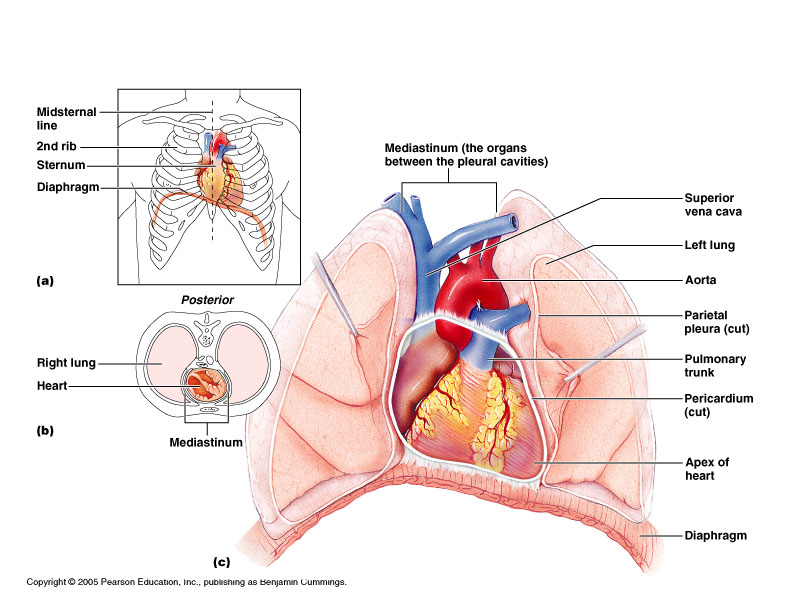 Midsternal
line
2nd rib
Sternum
Diaphragm
(a)
Posterior
Right lung
Heart
(b)
Mediastinum
Mediastinum (the organs
between the pleural cavities)
Superior
vena cava
Left lung
Aorta
Parietal
pleura (cut)
Pulmonary
trunk
Pericardium
(cut)
Apex of
heart
Diaphragm
(c)
Copyright © 2005 Pearson Education, Inc., publishing as Benjamin Cummings.